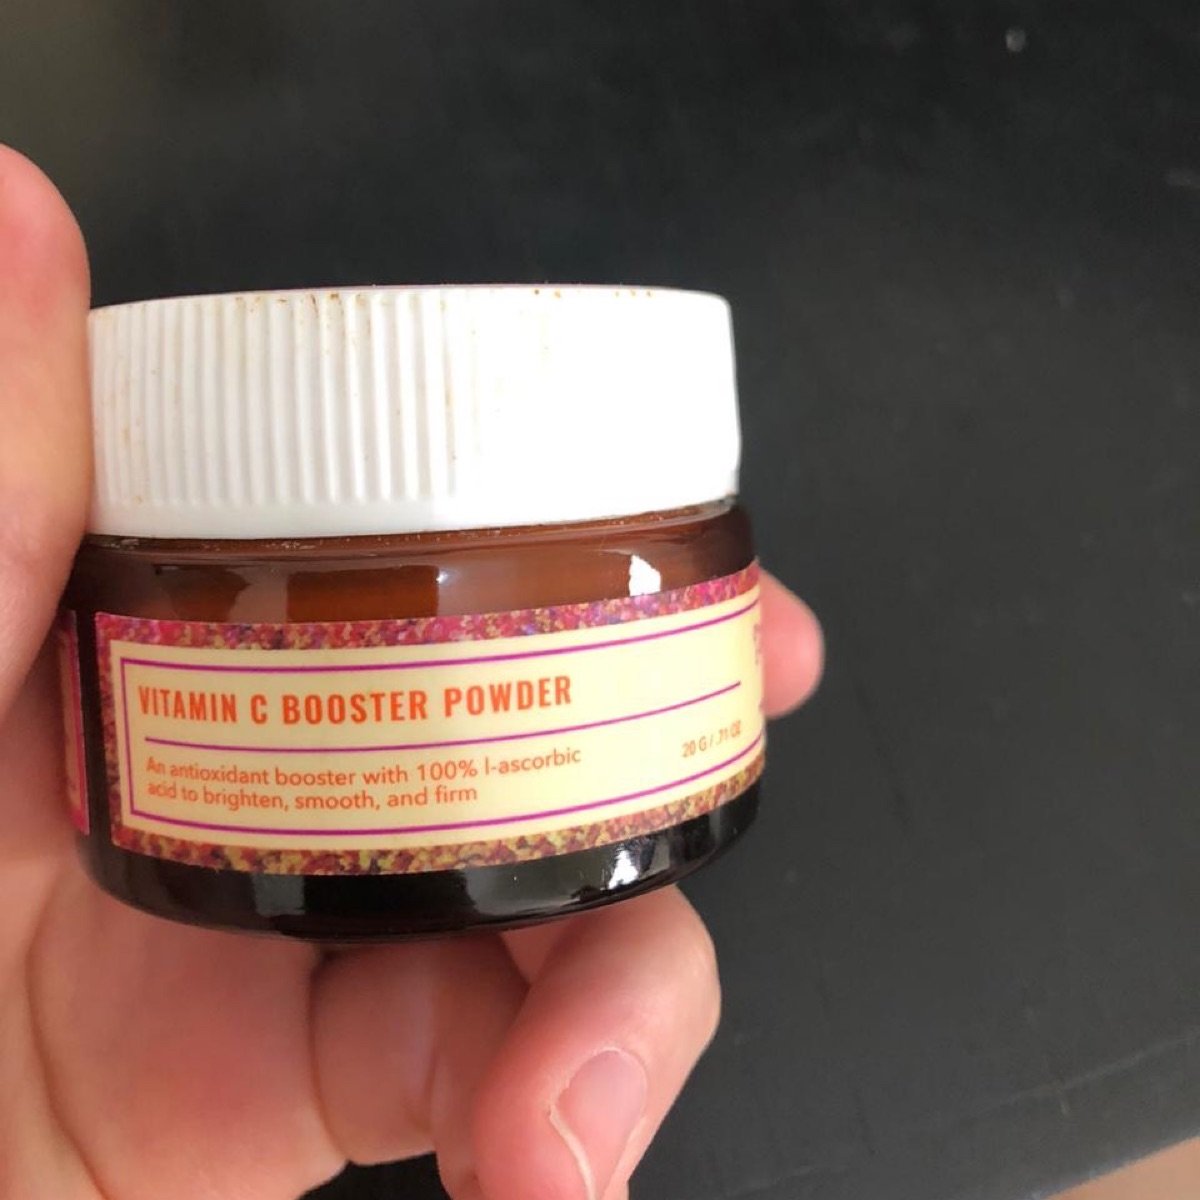 VITAMIN C BOOSTER POWDER
An antioxidant booster with 100% l-ascorbic
acid to brighten, smooth, and firm
20 G / .71 OZ